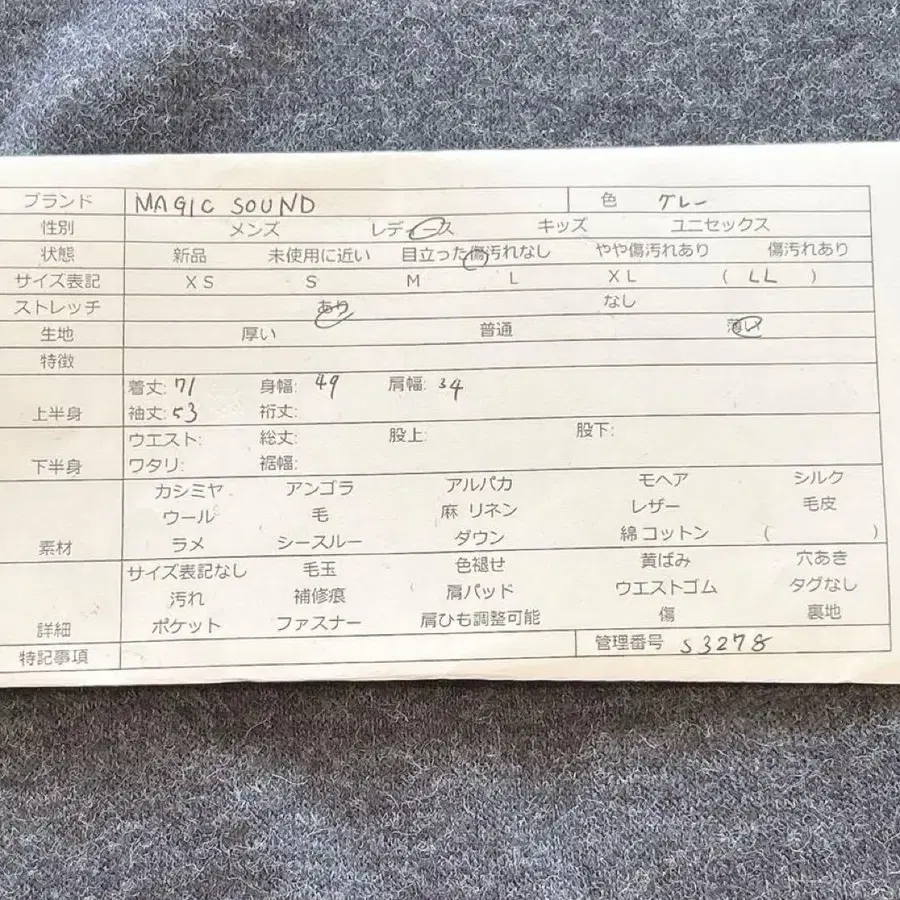 ブランド MAGIC SOUND 色 グレー
性別 メンズ レディース キッズ ユニセックス
状態 新品 未使用に近い 目立った傷汚れなし やや傷汚れあり 傷汚れあり
サイズ表記 XS S M L XL ( LL )
ストレッチ あり なし
生地 厚い 普通 薄い
特徴
着丈: 71 身幅: 49 肩幅: 34
上半身 袖丈: 53 裄丈:
ウエスト: 総丈: 股上: 股下:
下半身 ワタリ: 裾幅:
カシミヤ アンゴラ アルパカ モヘア シルク
ウール 毛 麻 リネン レザー 毛皮
素材 ラメ シースルー ダウン 綿 コットン ( )
サイズ表記なし 毛玉 色褪せ 黄ばみ 穴あき
汚れ 補修痕 肩パッド ウエストゴム タグなし
詳細 ポケット ファスナー 肩ひも調整可能 傷 裏地
特記事項 管理番号 S3278